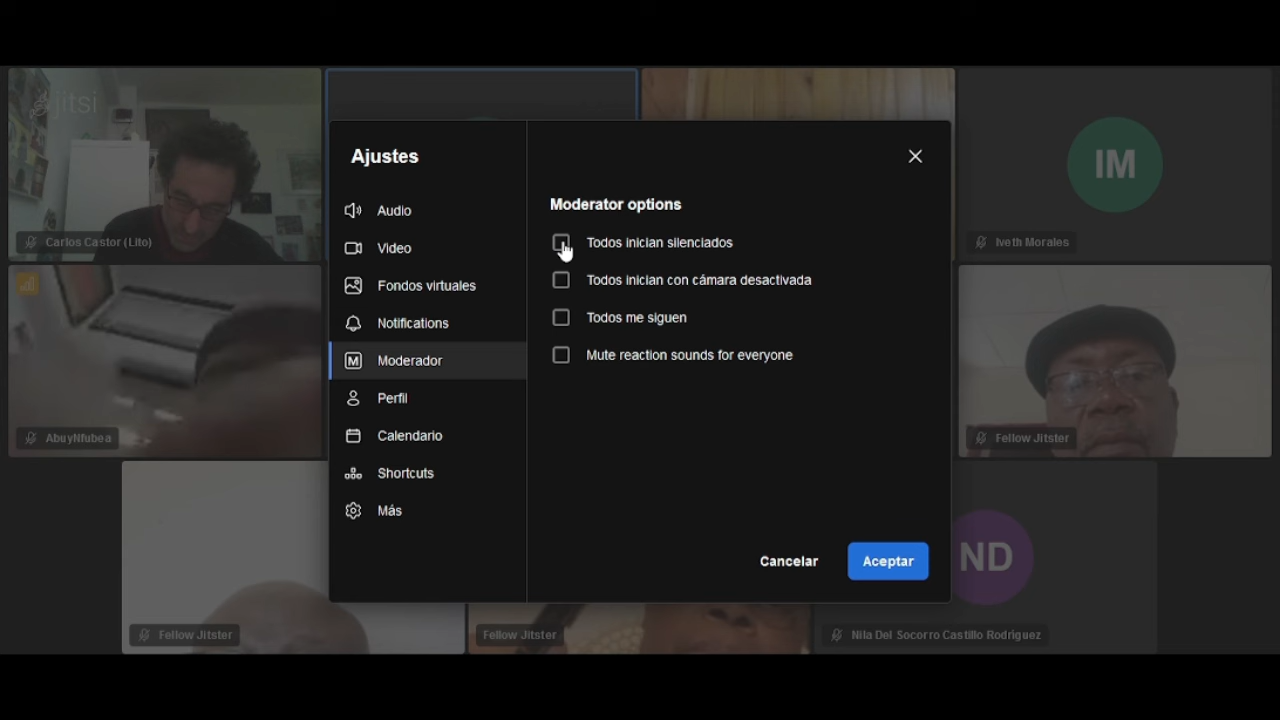 jitsi
Ajustes
Audio
Video
Fondos virtuales
Notifications
M Moderador
Perfil
Calendario
Shortcuts
Más
Moderator options
Todos inician silenciados
Todos inician con cámara desactivada
Todos me siguen
Mute reaction sounds for everyone
Cancelar
Aceptar
Carlos Castor (Lito)
IM
Iveth Morales
AbuyNfubea
Fellow Jitster
Fellow Jitster
Fellow Jitster
ND
Nila Del Socorro Castillo Rodriguez